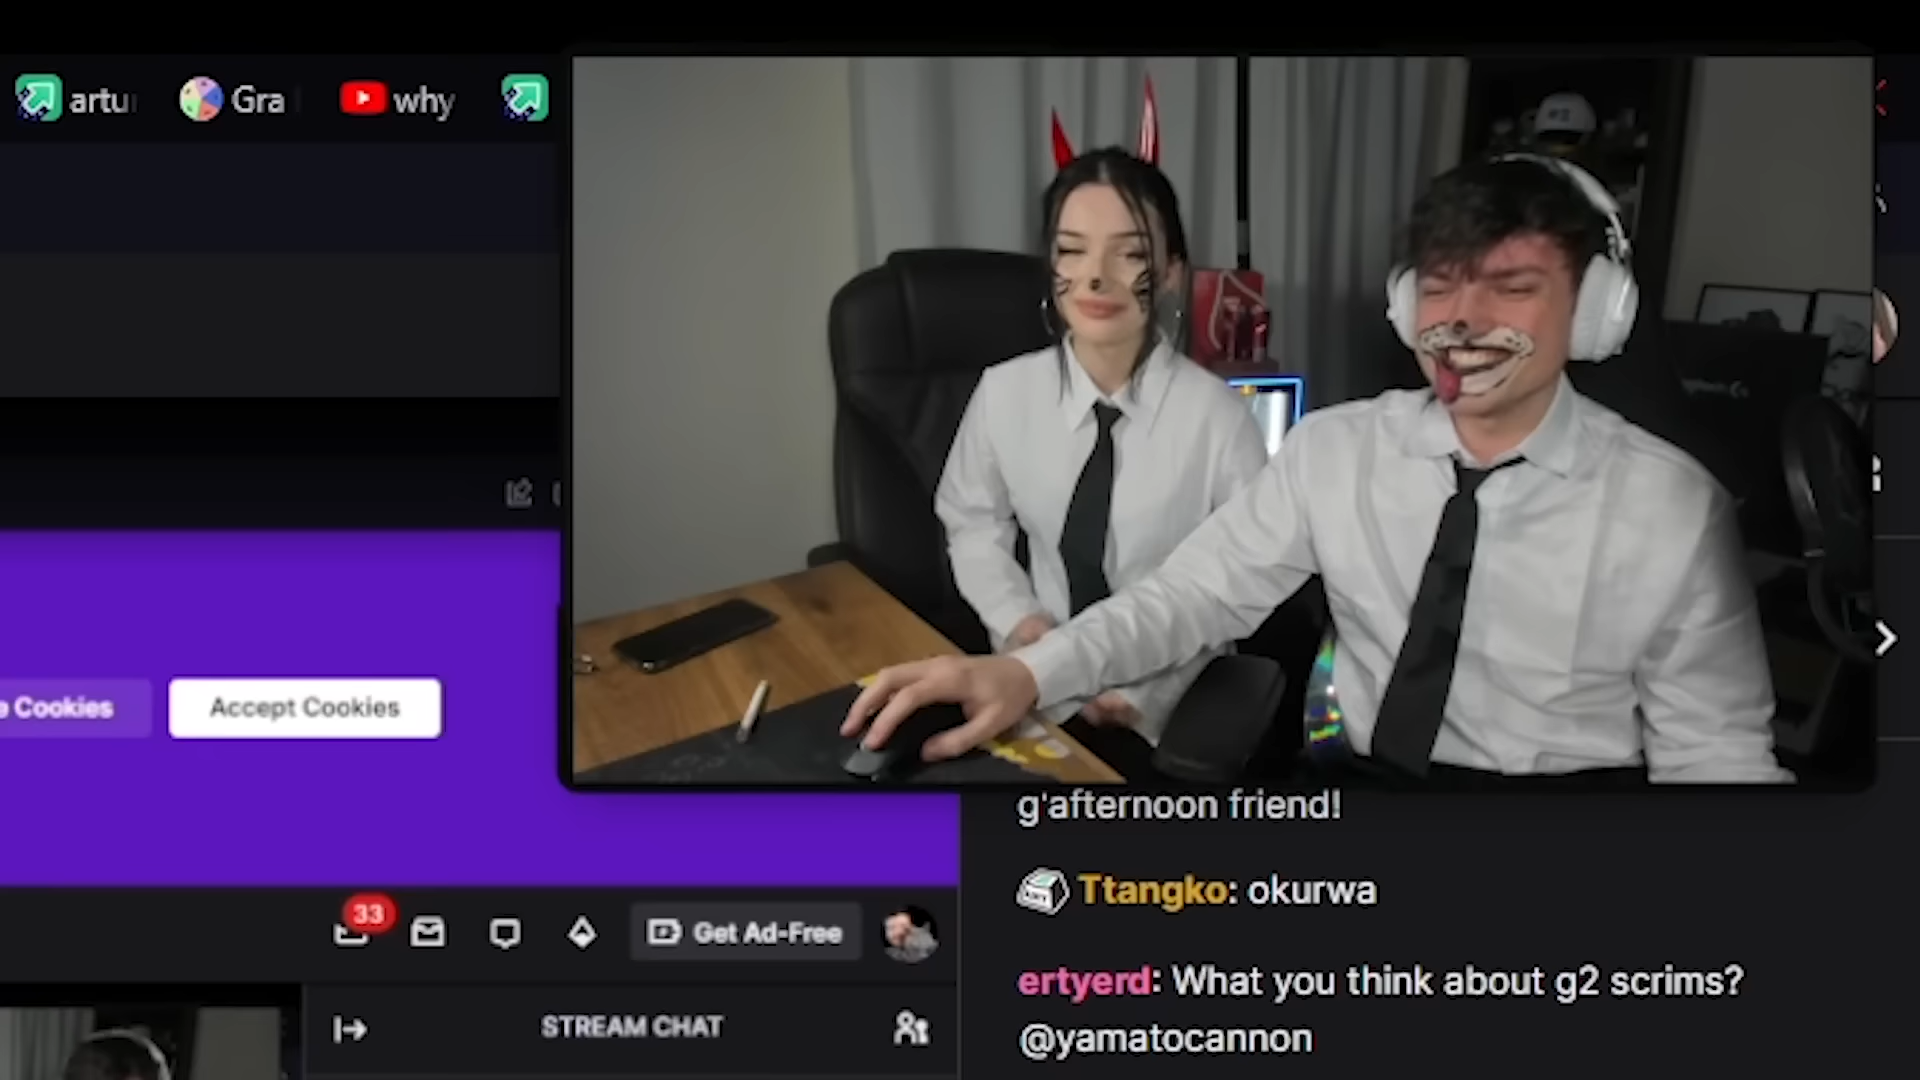 artu
Gra
why
e Cookies
Accept Cookies
g'afternoon friend!
Ttangko: okurwa
33
Get Ad-Free
ertyerd: What you think about g2 scrims?
STREAM CHAT
@yamatocannon